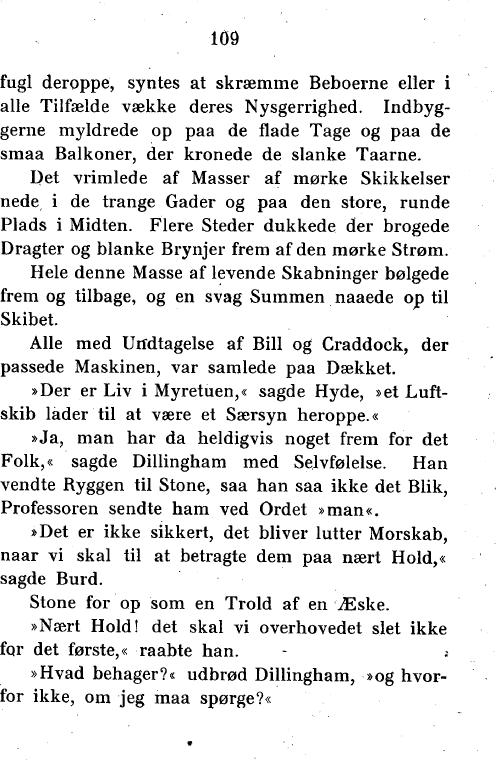 109
fugl deroppe, syntes at skræmme Beboerne eller i
alle Tilfælde vække deres Nysgerrighed. Indbyg-
gerne myldrede op paa de flade Tage og paa de
smaa Balkoner, der kronede de slanke Taarne.
Det vrimlede af Masser af mørke Skikkelser
nede i de trange Gader og paa den store, runde
Plads i Midten. Flere Steder dukkede der brogede
Dragter og blanke Brynjer frem af den mørke Strøm.
Hele denne Masse af levende Skabninger bølgede
frem og tilbage, og en svag Summen naaede op til
Skibet.
Alle med Undtagelse af Bill og Craddock, der
passede Maskinen, var samlede paa Dækket.
»Der er Liv i Myretuen,« sagde Hyde, »et Luft-
skib lader til at være et Særsyn heroppe.«
»Ja, man har da heldigvis noget frem for det
Folk,« sagde Dillingham med Selvfølelse. Han
vendte Ryggen til Stone, saa han saa ikke det Blik,
Professoren sendte ham ved Ordet »man«.
»Det er ikke sikkert, det bliver lutter Morskab,
naar vi skal til at betragte dem paa nært Hold,«
sagde Burd.
Stone for op som en Trold af en Æske.
»Nært Hold! det skal vi overhovedet slet ikke
for det første,« raabte han.
»Hvad behager?« udbrød Dillingham, »og hvor-
for ikke, om jeg maa spørge?«